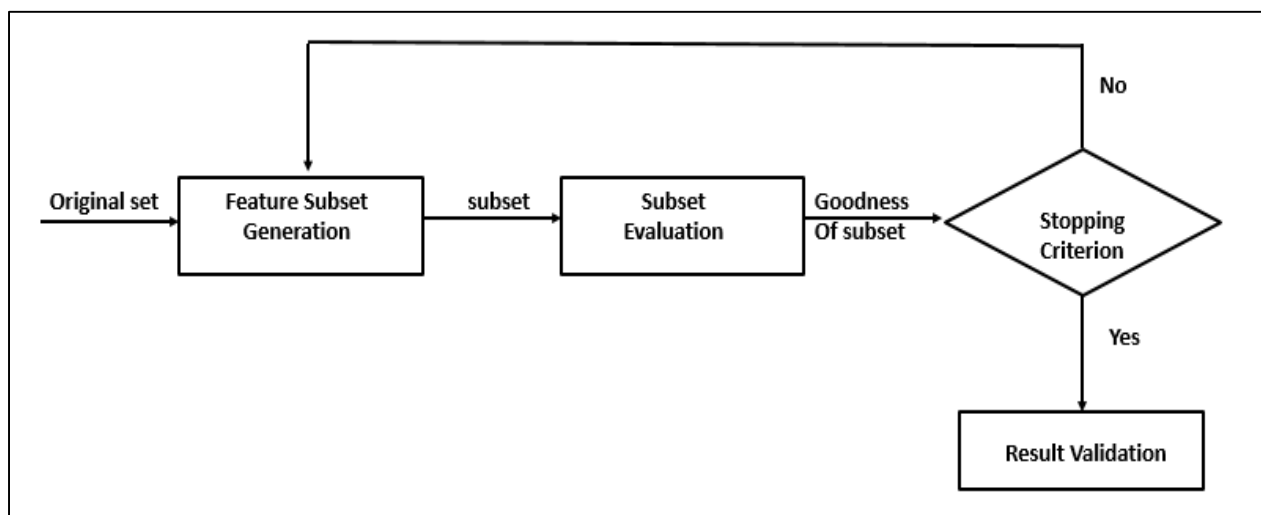 No
Original set
Feature Subset
Generation
subset
Subset
Evaluation
Goodness
Of subset
Stopping
Criterion
Yes
Result Validation